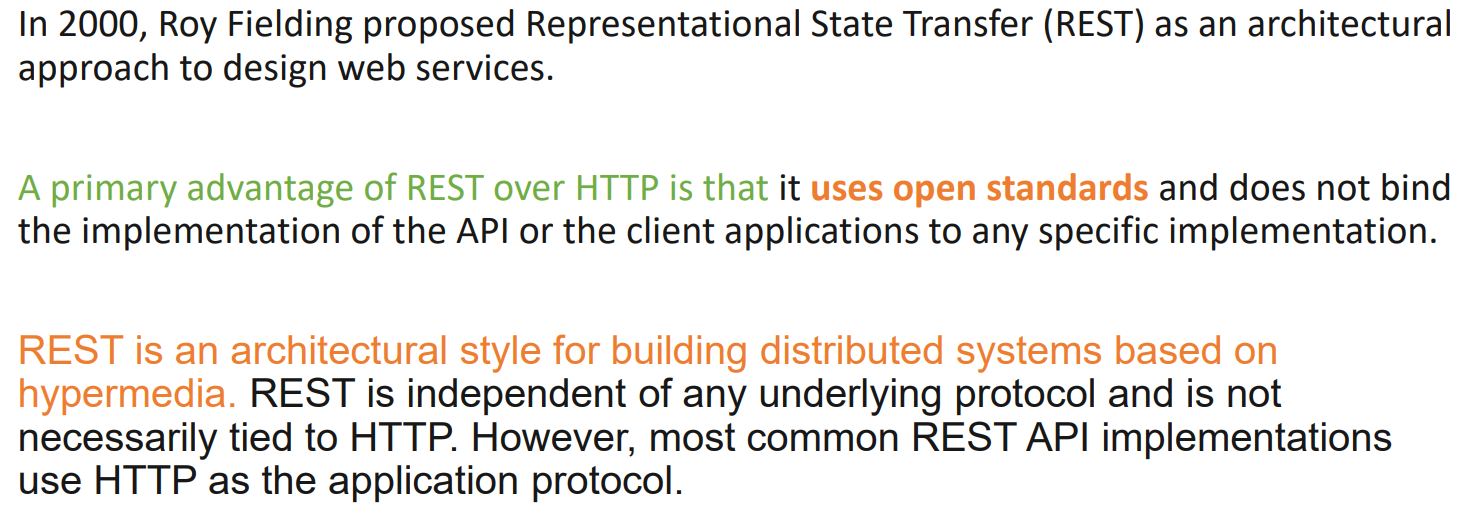 In 2000, Roy Fielding proposed Representational State Transfer (REST) as an architectural
approach to design web services.
A primary advantage of REST over HTTP is that it uses open standards and does not bind
the implementation of the API or the client applications to any specific implementation.
REST is an architectural style for building distributed systems based on
hypermedia. REST is independent of any underlying protocol and is not
necessarily tied to HTTP. However, most common REST API implementations
use HTTP as the application protocol.